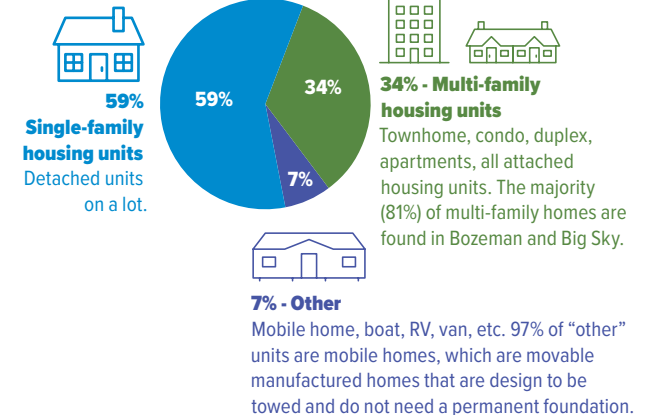 59%
Single-family
housing units
Detached units
on a lot.
59%
34%
7%
34% - Multi-family
housing units
Townhome, condo, duplex,
apartments, all attached
housing units. The majority
(81%) of multi-family homes are
found in Bozeman and Big Sky.
7% - Other
Mobile home, boat, RV, van, etc. 97% of “other”
units are mobile homes, which are movable
manufactured homes that are design to be
towed and do not need a permanent foundation.